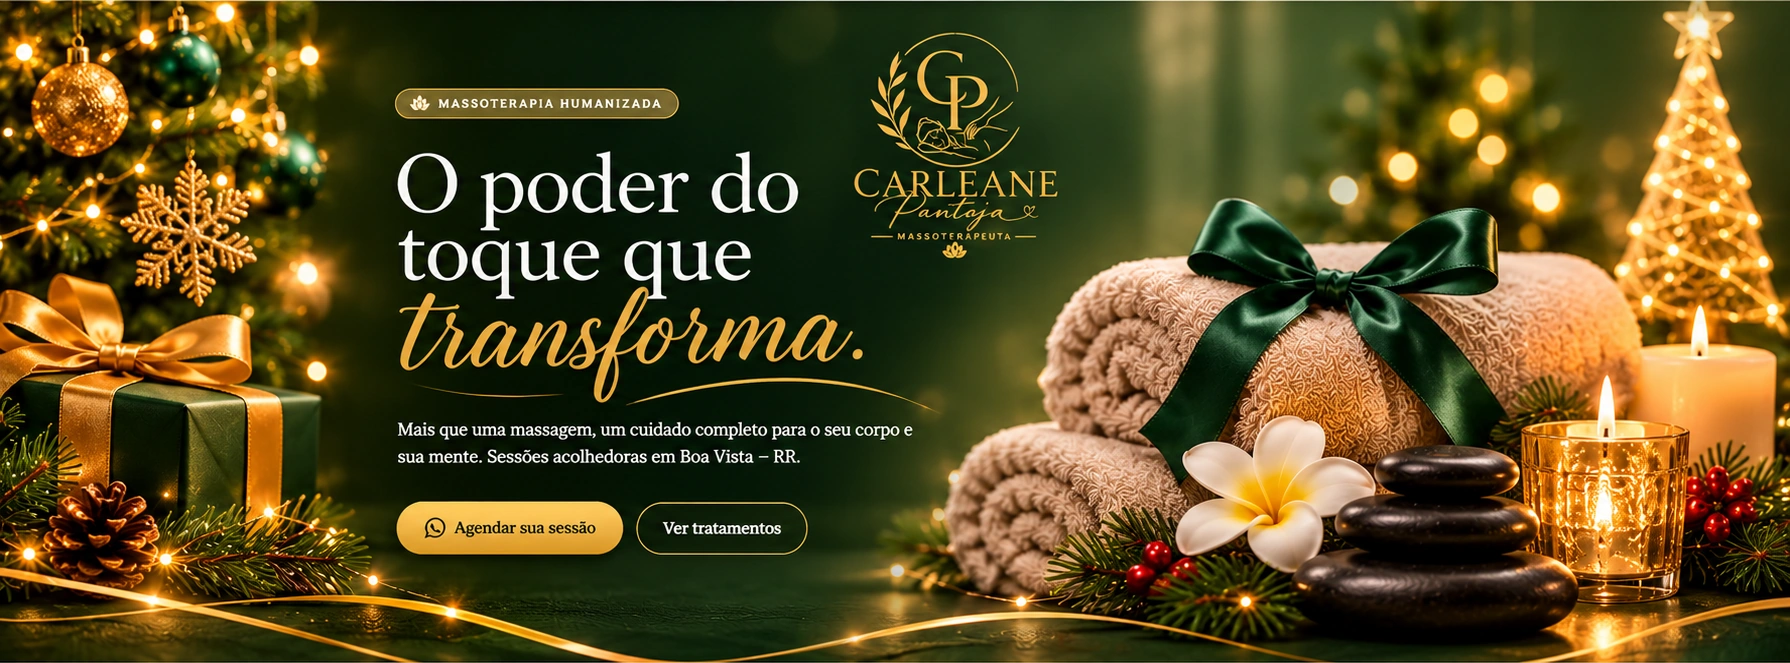 MASSOTERAPIA HUMANIZADA
O poder do
toque que
transforma.
Mais que uma massagem, um cuidado completo para o seu corpo e
sua mente. Sessões acolhedoras em Boa Vista – RR.
Agendar sua sessão
Ver tratamentos
CP
CARLEANE
Pantoja
MASSOTERAPEUTA